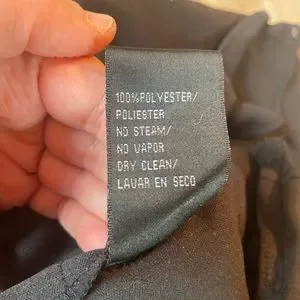 100%POLYESTER/
POLIESTER
NO STEAM/
NO VAPOR
DRY CLEAN/
LAVAR EN SECO